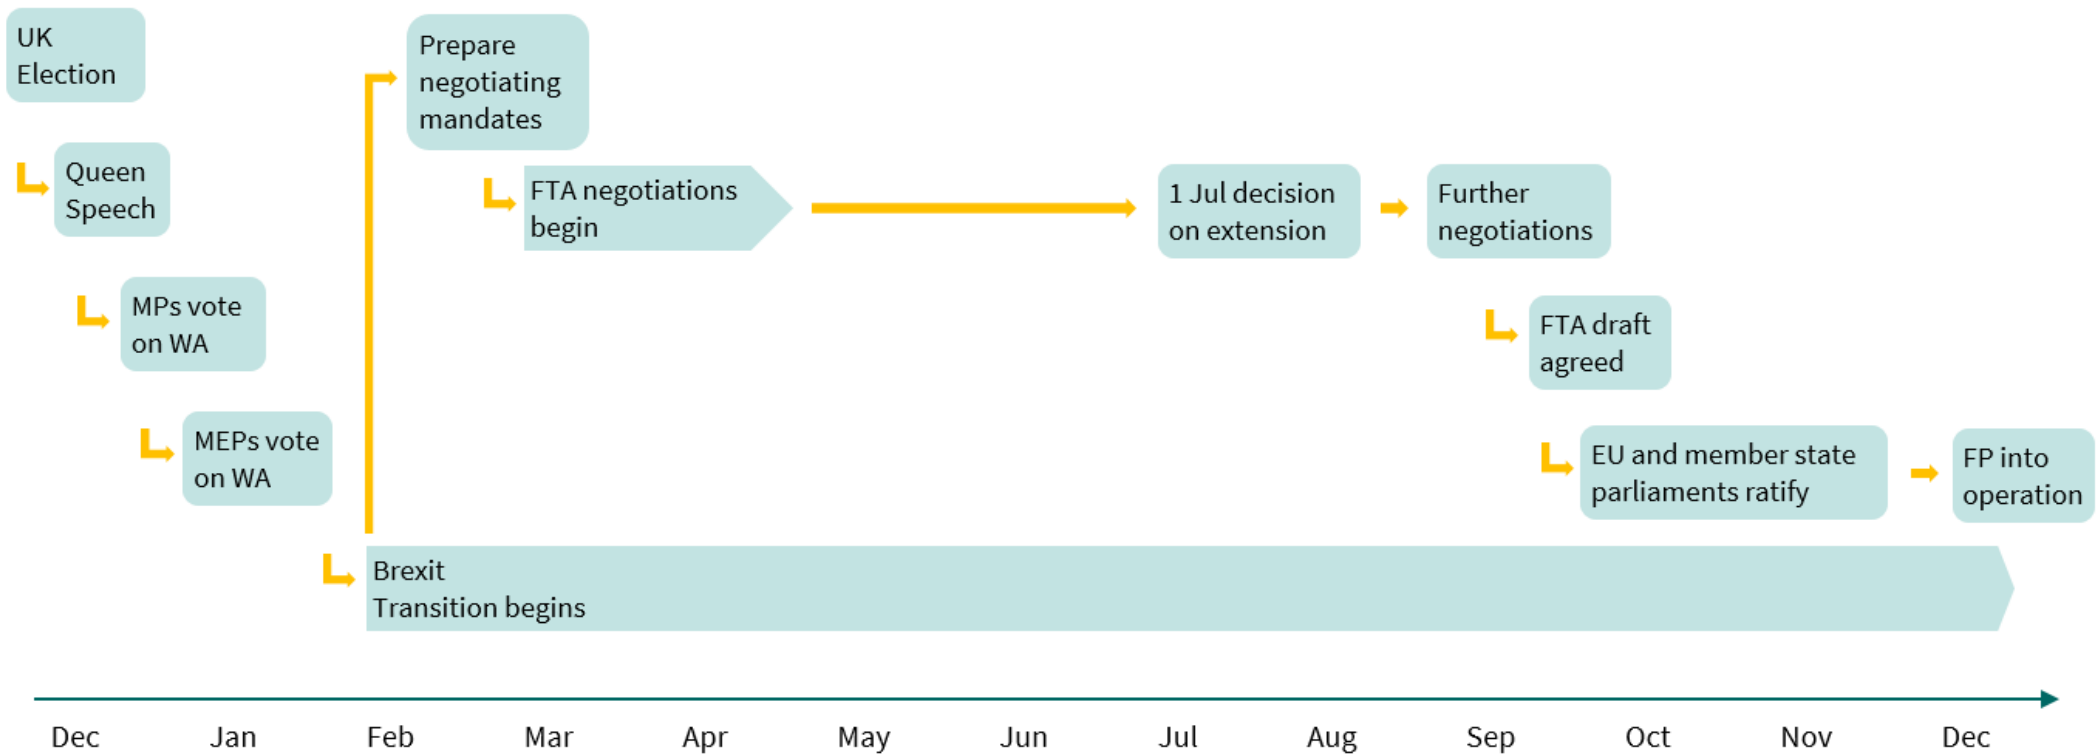 UK
Election
Prepare
negotiating
mandates
Queen
Speech
FTA negotiations
begin
1 Jul decision
on extension
Further
negotiations
MPs vote
on WA
FTA draft
agreed
MEPs vote
on WA
EU and member state
parliaments ratify
FP into
operation
Brexit
Transition begins
Dec Jan Feb Mar Apr May Jun Jul Aug Sep Oct Nov Dec